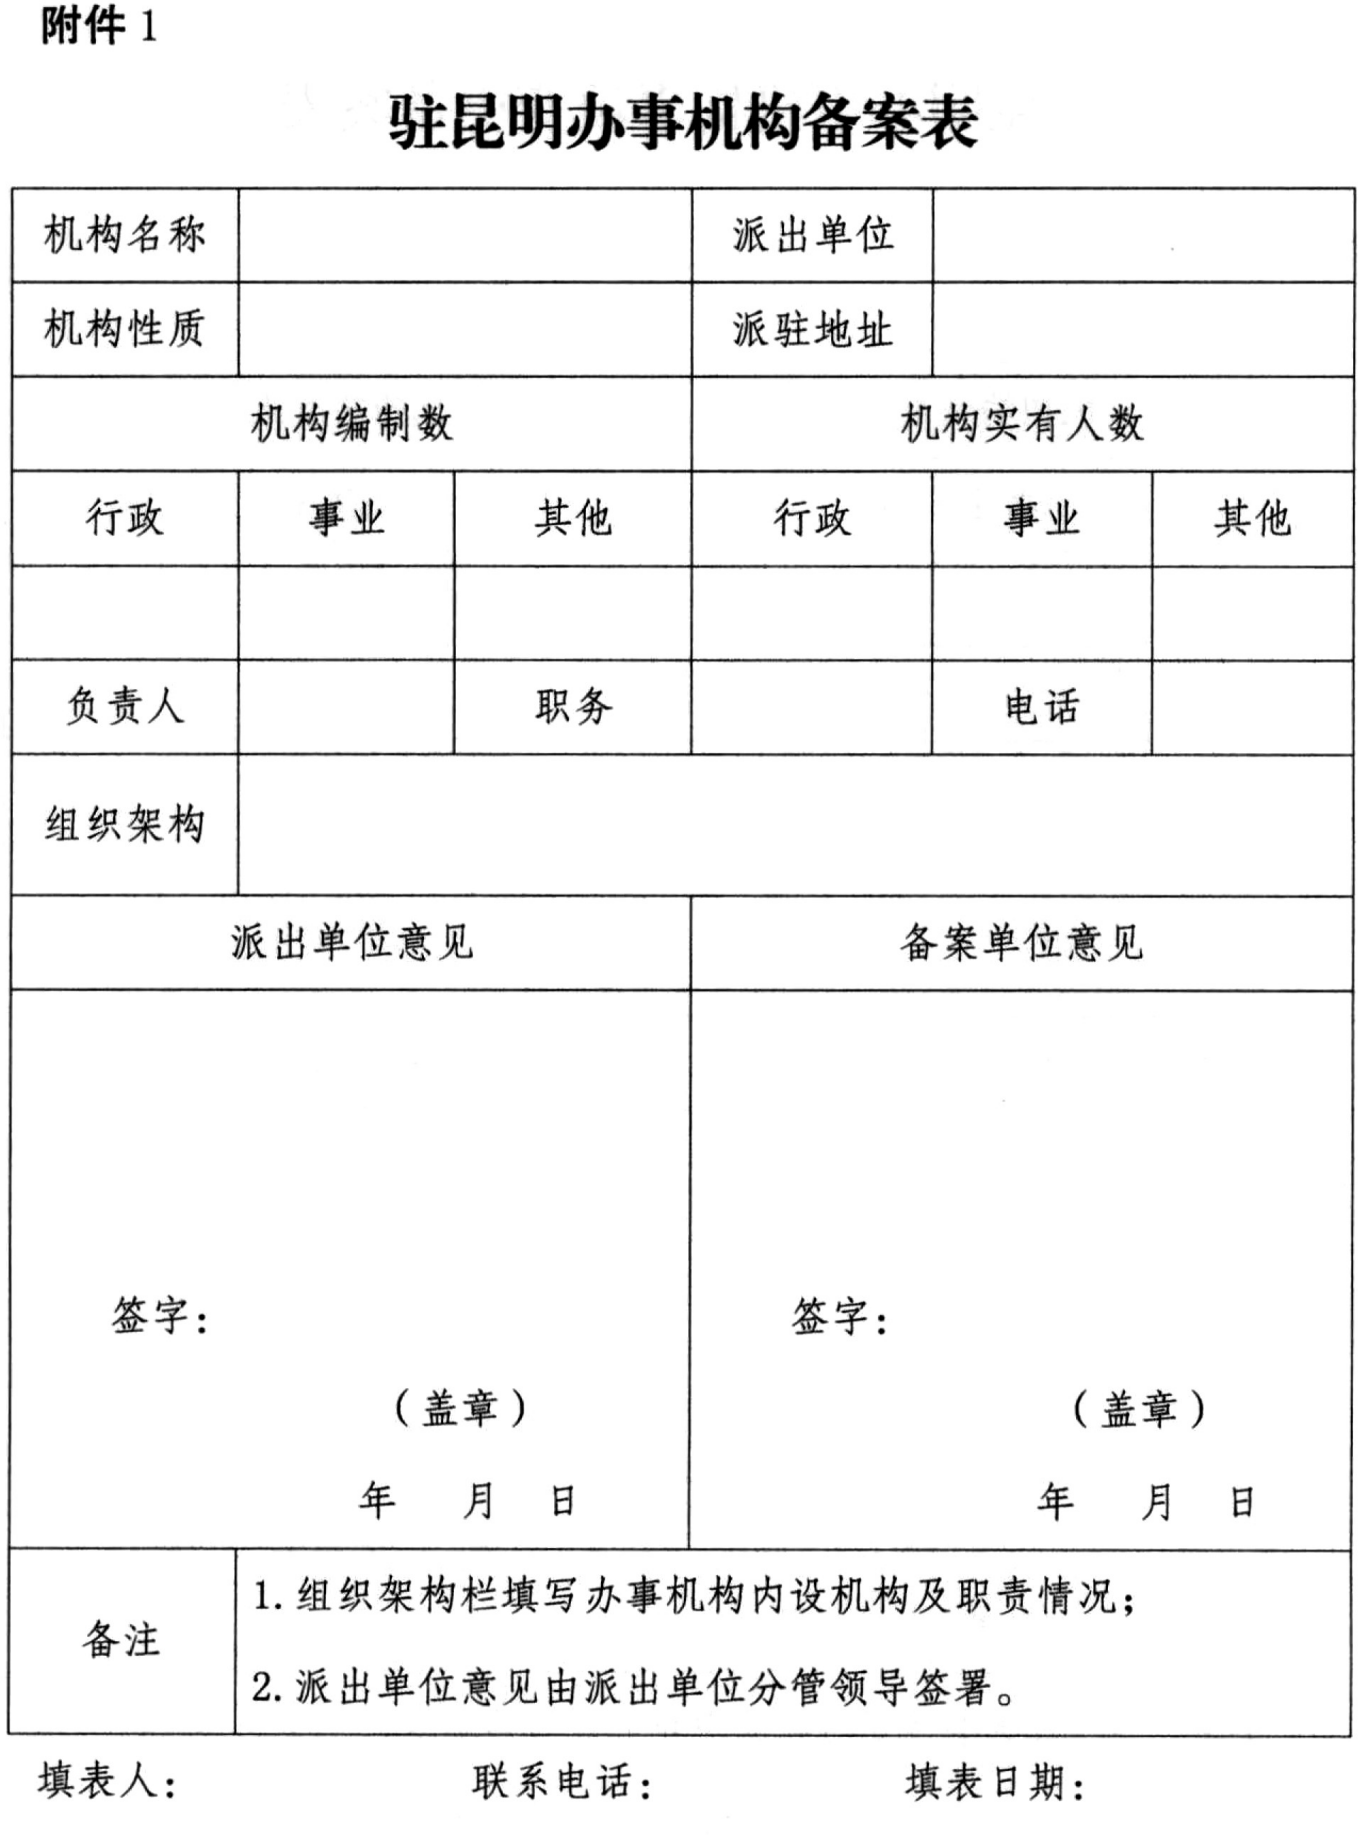 附件 1
驻昆明办事机构备案表
机构名称 派出单位
机构性质 派驻地址
机构编制数 机构实有人数
行政 事业 其他 行政 事业 其他
负责人 职务 电话
组织架构
派出单位意见 备案单位意见
签字： 签字：
（盖章） （盖章）
年 月 日 年 月 日
1. 组织架构栏填写办事机构内设机构及职责情况；
备注
2. 派出单位意见由派出单位分管领导签署。
填表人： 联系电话： 填表日期：